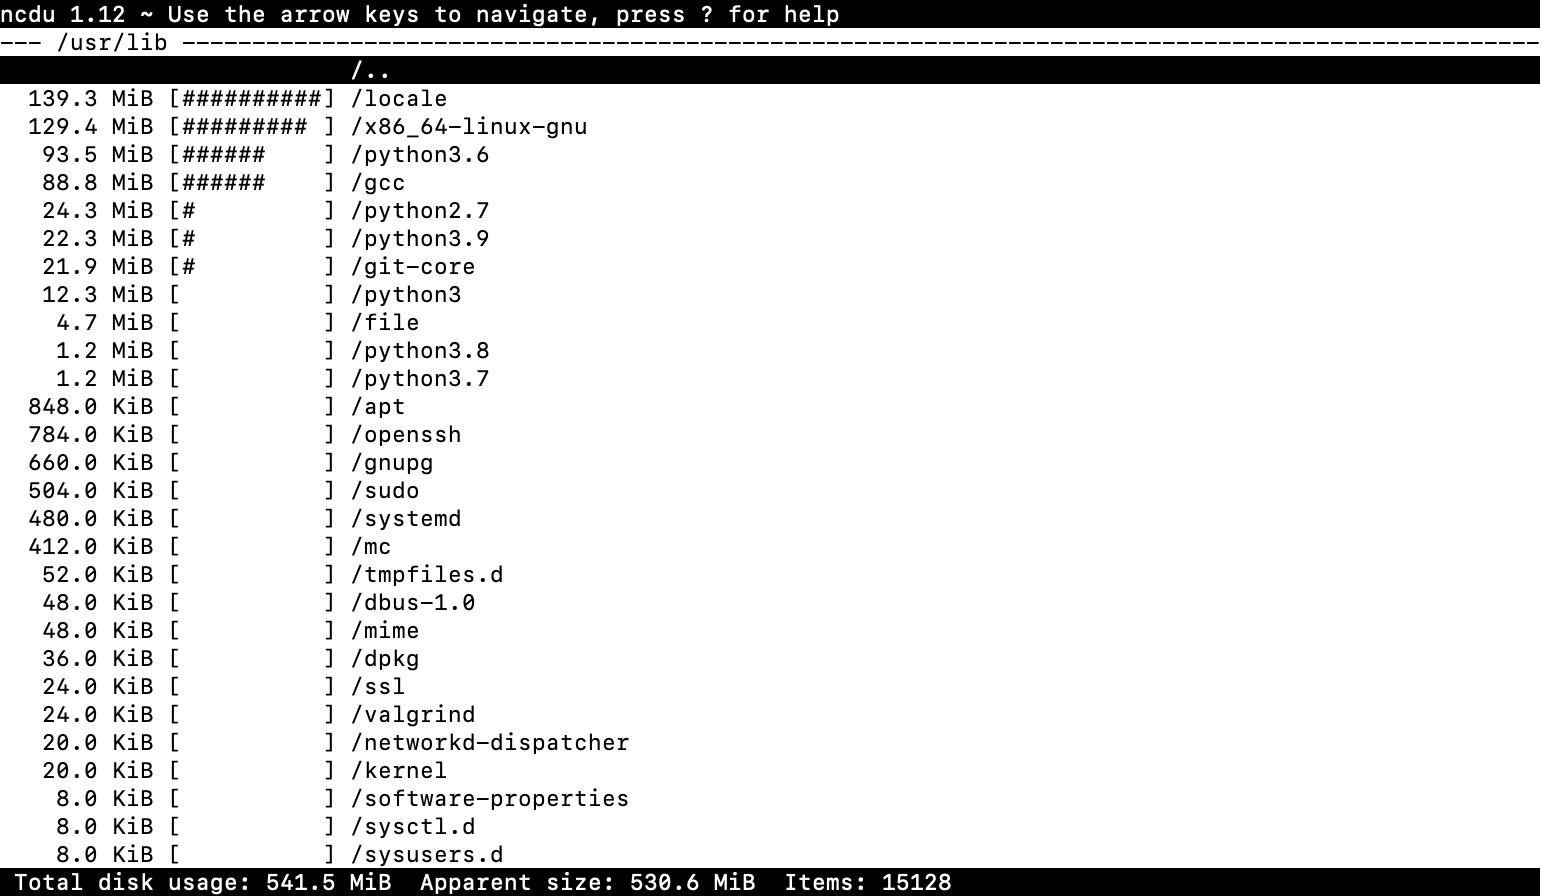 ncdu 1.12 ~ Use the arrow keys to navigate, press ? for help
--- /usr/lib -------------------------------------------------------------------------------------------------
                         /..
  139.3 MiB [##########] /locale
  129.4 MiB [######### ] /x86_64-linux-gnu
   93.5 MiB [######    ] /python3.6
   88.8 MiB [######    ] /gcc
   24.3 MiB [#         ] /python2.7
   22.3 MiB [#         ] /python3.9
   21.9 MiB [#         ] /git-core
   12.3 MiB [          ] /python3
    4.7 MiB [          ] /file
    1.2 MiB [          ] /python3.8
    1.2 MiB [          ] /python3.7
  848.0 KiB [          ] /apt
  784.0 KiB [          ] /openssh
  660.0 KiB [          ] /gnupg
  504.0 KiB [          ] /sudo
  480.0 KiB [          ] /systemd
  412.0 KiB [          ] /mc
   52.0 KiB [          ] /tmpfiles.d
   48.0 KiB [          ] /dbus-1.0
   48.0 KiB [          ] /mime
   36.0 KiB [          ] /dpkg
   24.0 KiB [          ] /ssl
   24.0 KiB [          ] /valgrind
   20.0 KiB [          ] /networkd-dispatcher
   20.0 KiB [          ] /kernel
    8.0 KiB [          ] /software-properties
    8.0 KiB [          ] /sysctl.d
    8.0 KiB [          ] /sysusers.d
 Total disk usage: 541.5 MiB  Apparent size: 530.6 MiB  Items: 15128